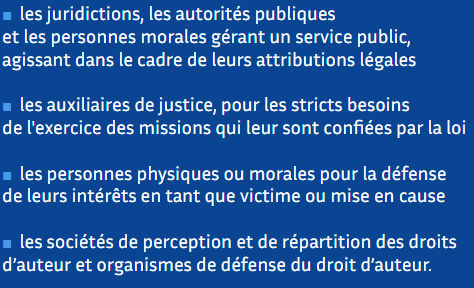 ▪ les juridictions, les autorités publiques
et les personnes morales gérant un service public,
agissant dans le cadre de leurs attributions légales
▪ les auxiliaires de justice, pour les stricts besoins
de l'exercice des missions qui leur sont confiées par la loi
▪ les personnes physiques ou morales pour la défense
de leurs intérêts en tant que victime ou mise en cause
▪ les sociétés de perception et de répartition des droits
d’auteur et organismes de défense du droit d’auteur.